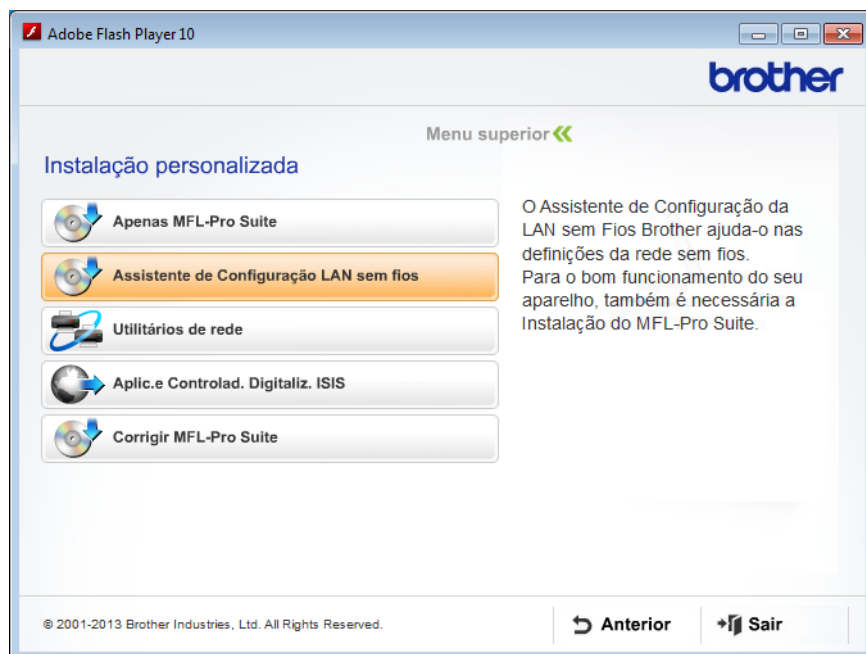 Adobe Flash Player 10
brother
Menu superior
Instalação personalizada
Apenas MFL-Pro Suite
Assistente de Configuração LAN sem fios
Utilitários de rede
Aplic.e Controlad. Digitaliz. ISIS
Corrigir MFL-Pro Suite
O Assistente de Configuração da
LAN sem Fios Brother ajuda-o nas
definições da rede sem fios.
Para o bom funcionamento do seu
aparelho, também é necessária a
Instalação do MFL-Pro Suite.
© 2001-2013 Brother Industries, Ltd. All Rights Reserved.
Anterior
Sair